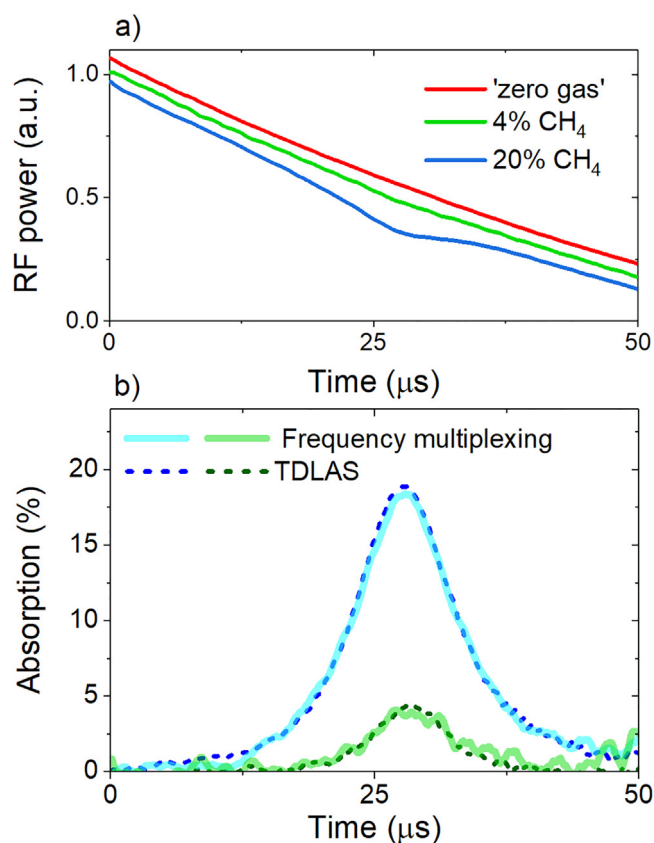 a)
RF power (a.u.)
1.0
0.5
0.0
'zero gas'
4% CH₄
20% CH₄
0 25 50
Time (μs)
b)
Absorption (%)
20
15
10
5
0
Frequency multiplexing
TDLAS
0 25 50
Time (μs)